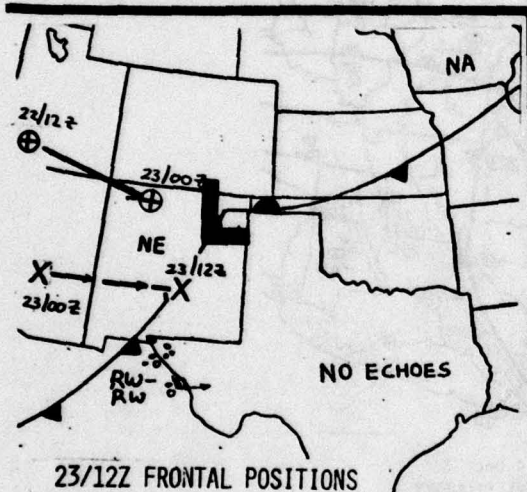 NA
22/12Z
23/00Z
NE
23/12Z
23/00Z
RW-
RW
NO ECHOES
23/12Z FRONTAL POSITIONS